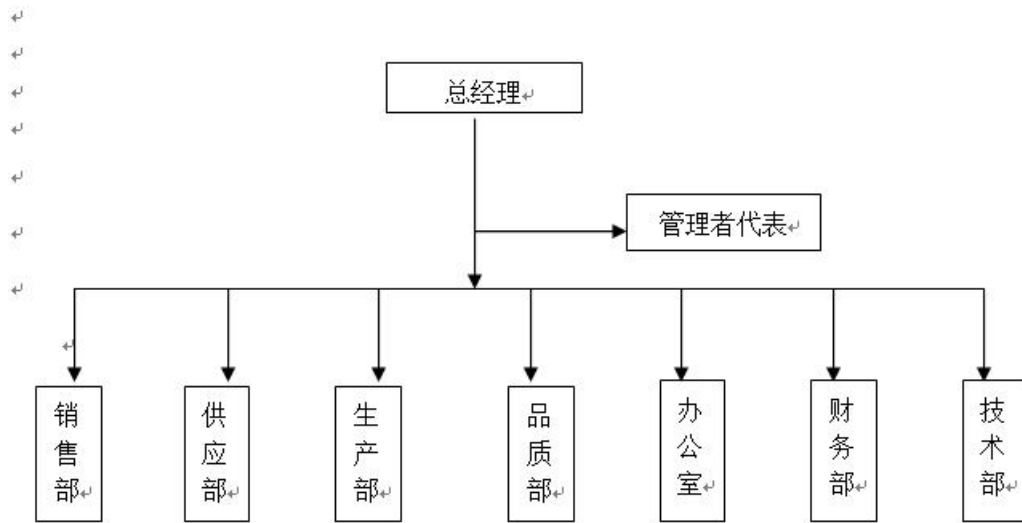 总经理
管理者代表
销售部
供应部
生产部
品质部
办公室
财务部
技术部